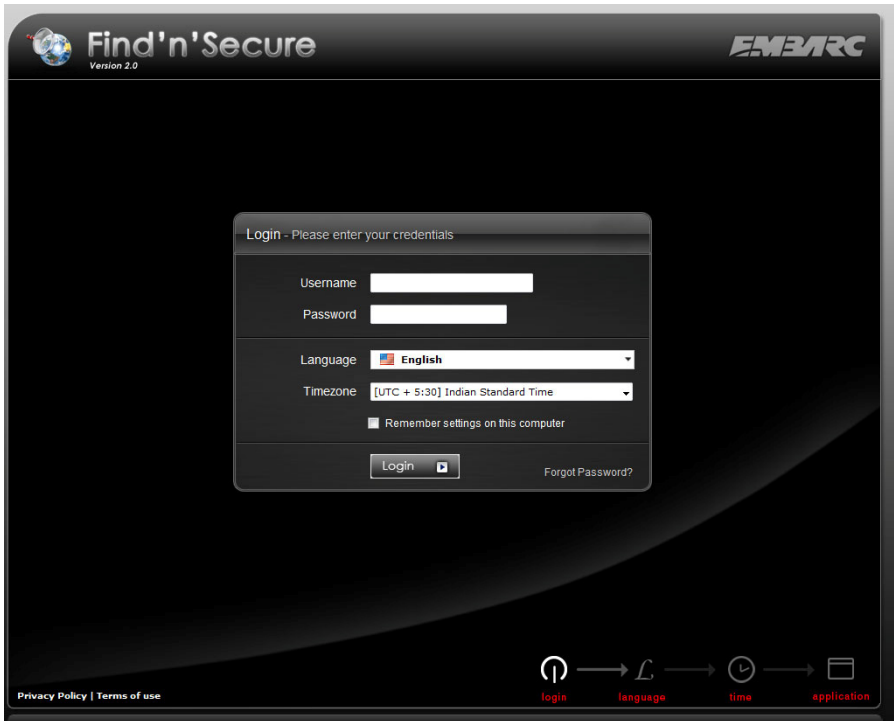 Find'n'Secure
Version 2.0
EMBARC
Login - Please enter your credentials
Username
Password
Language English
Timezone [UTC + 5:30] Indian Standard Time
Remember settings on this computer
Login Forgot Password?
login language time application
Privacy Policy | Terms of use